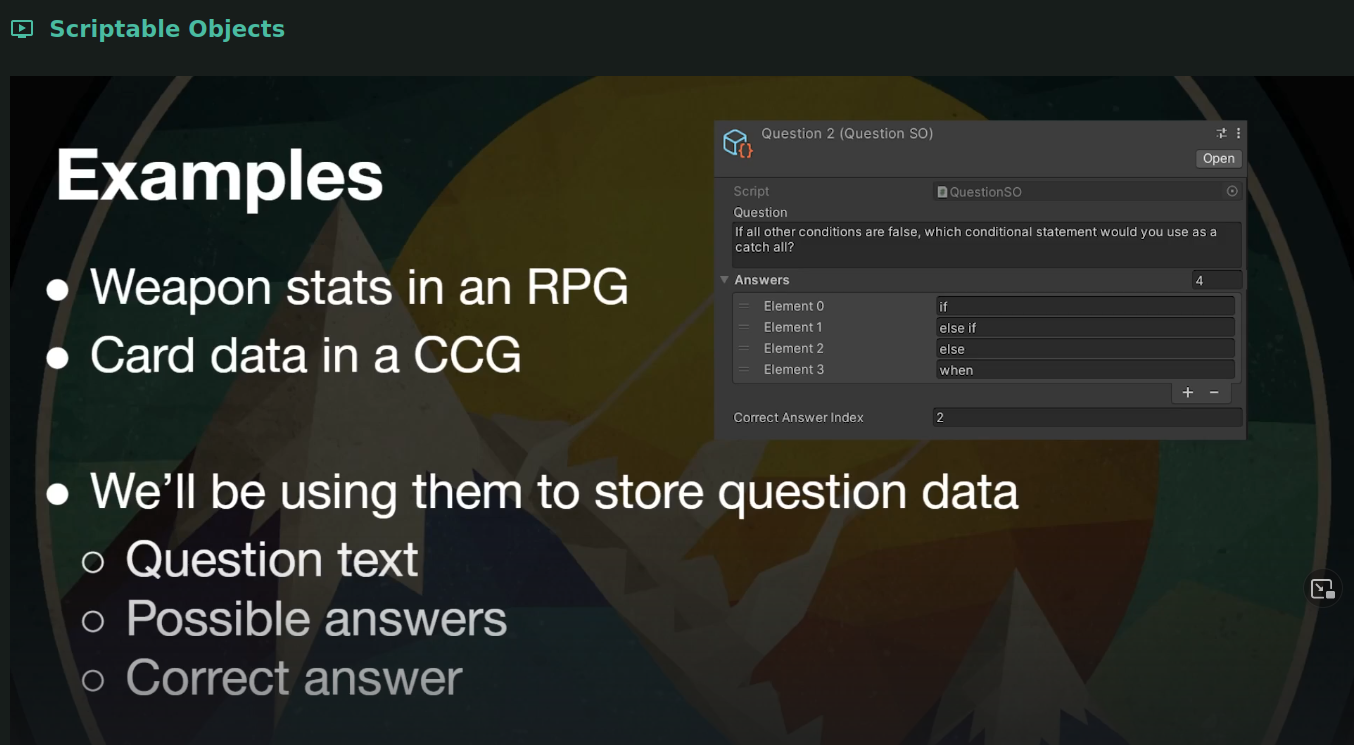 Scriptable Objects
Examples
● Weapon stats in an RPG
● Card data in a CCG
● We’ll be using them to store question data
○ Question text
○ Possible answers
○ Correct answer
Question 2 (Question SO)
Open
Script QuestionSO
Question
If all other conditions are false, which conditional statement would you use as a
catch all?
Answers 4
Element 0 if
Element 1 else if
Element 2 else
Element 3 when
+ −
Correct Answer Index 2